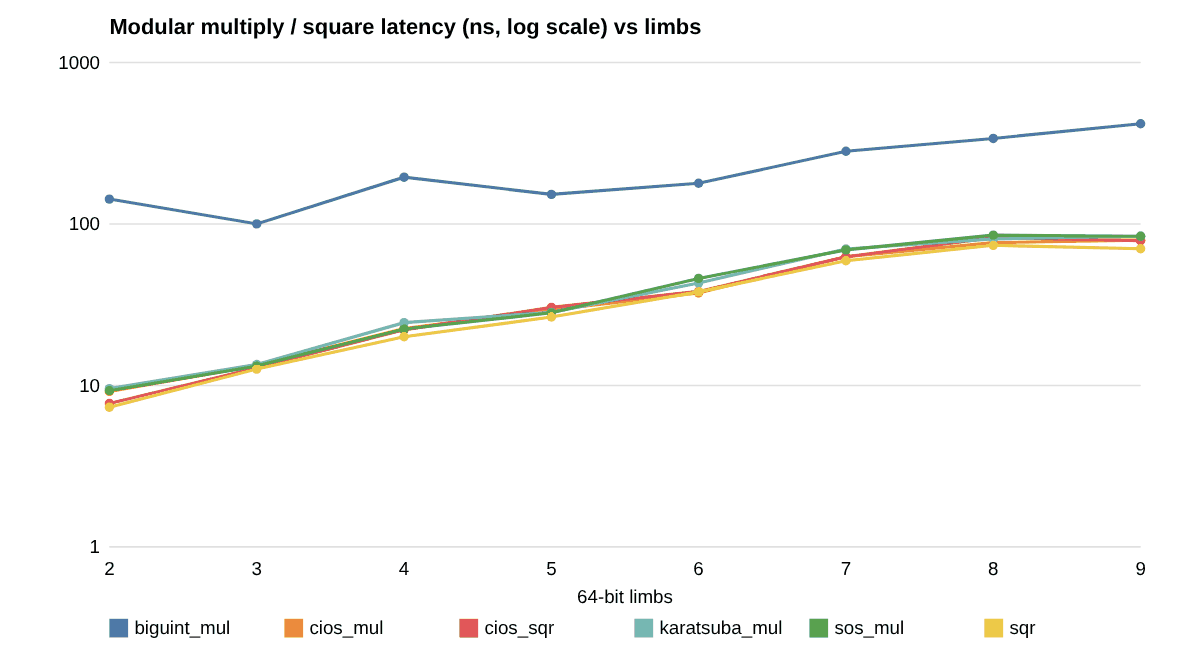 Modular multiply / square latency (ns, log scale) vs limbs
1000
100
10
1
2 3 4 5 6 7 8 9
64-bit limbs
biguint_mul cios_mul cios_sqr karatsuba_mul sos_mul sqr